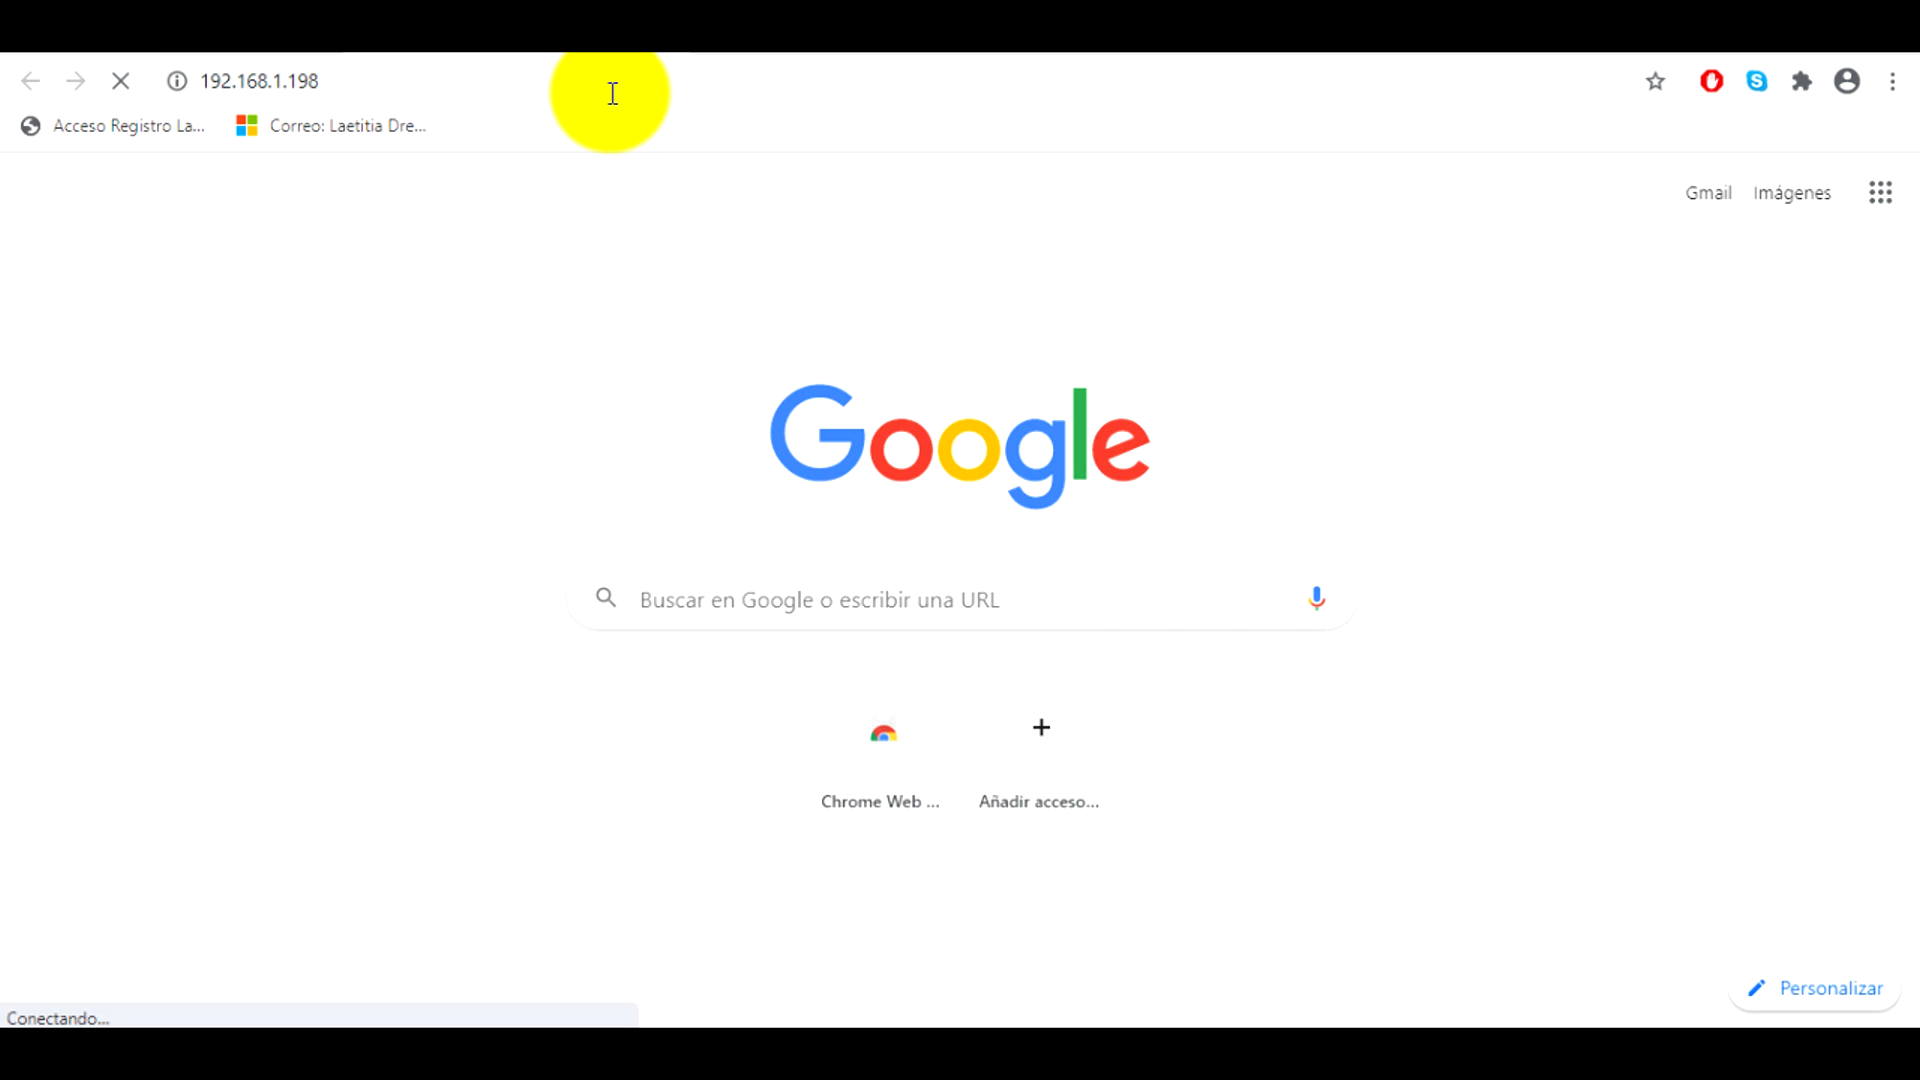 192.168.1.198
Acceso Registro La...
Correo: Laetitia Dre...
Gmail
Imágenes
Google
Buscar en Google o escribir una URL
Chrome Web ...
Añadir acceso...
Personalizar
Conectando...